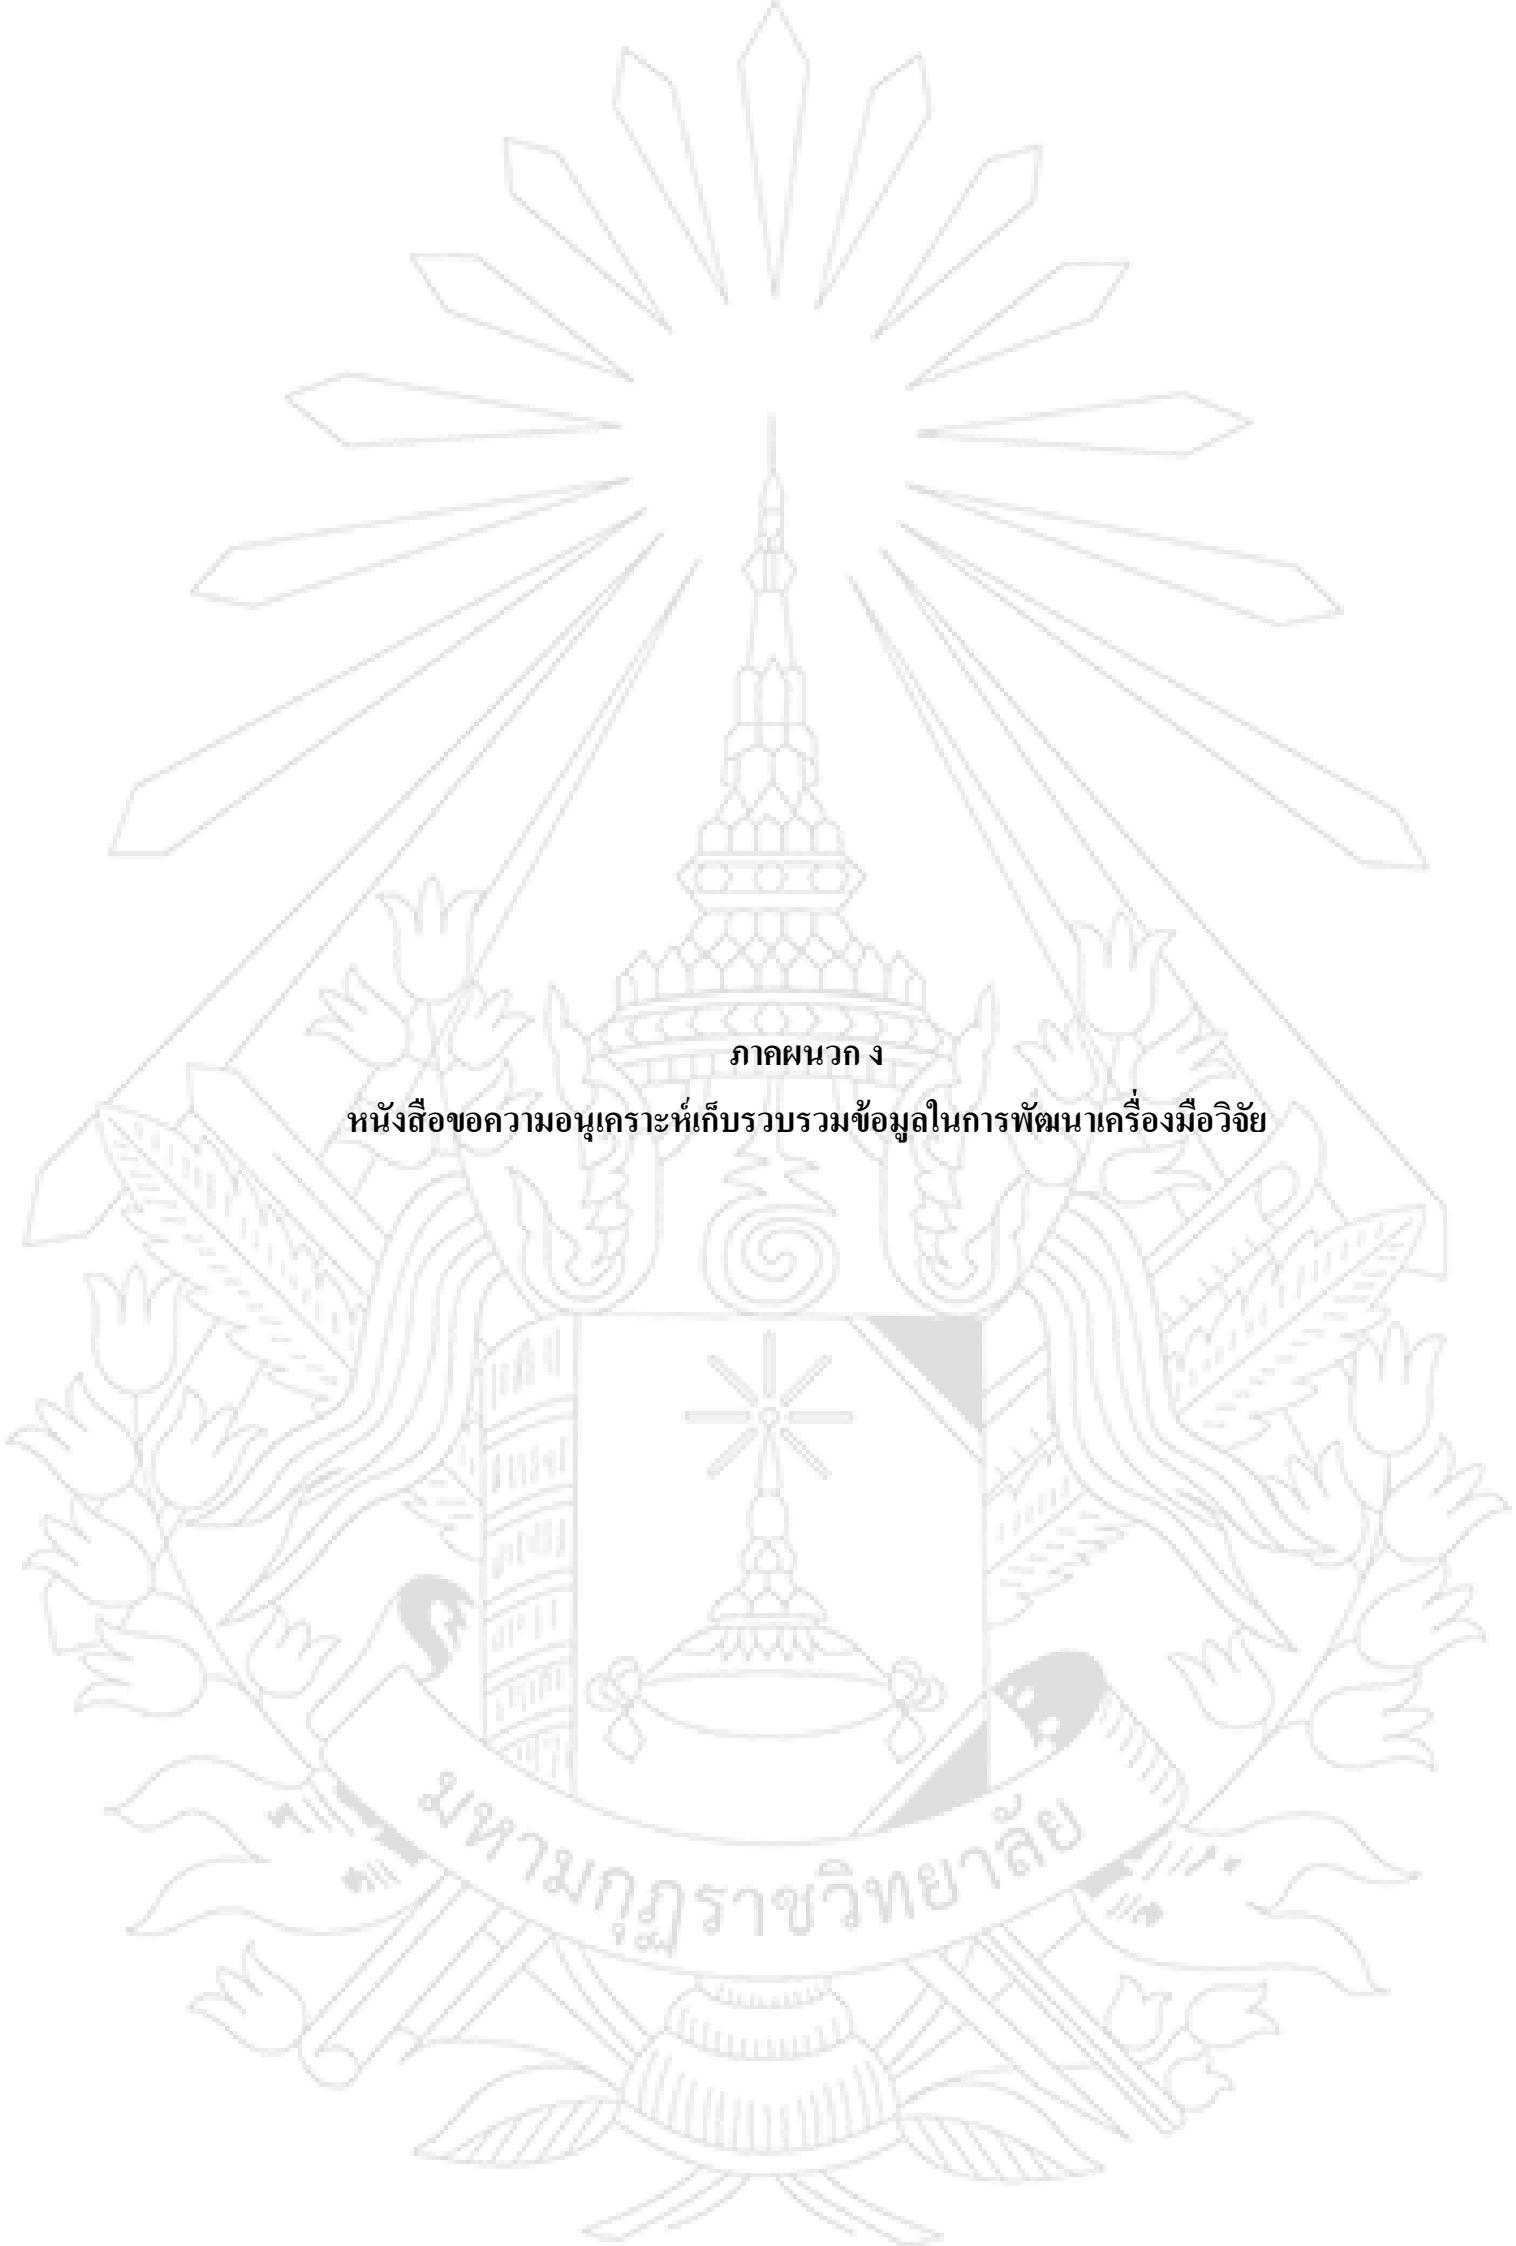 ภาคผนวก ง
หนังสือขอความอนุเคราะห์เก็บรวบรวมข้อมูลในการพัฒนาเครื่องมือวิจัย
มหามกุฏราชวิทยาลัย